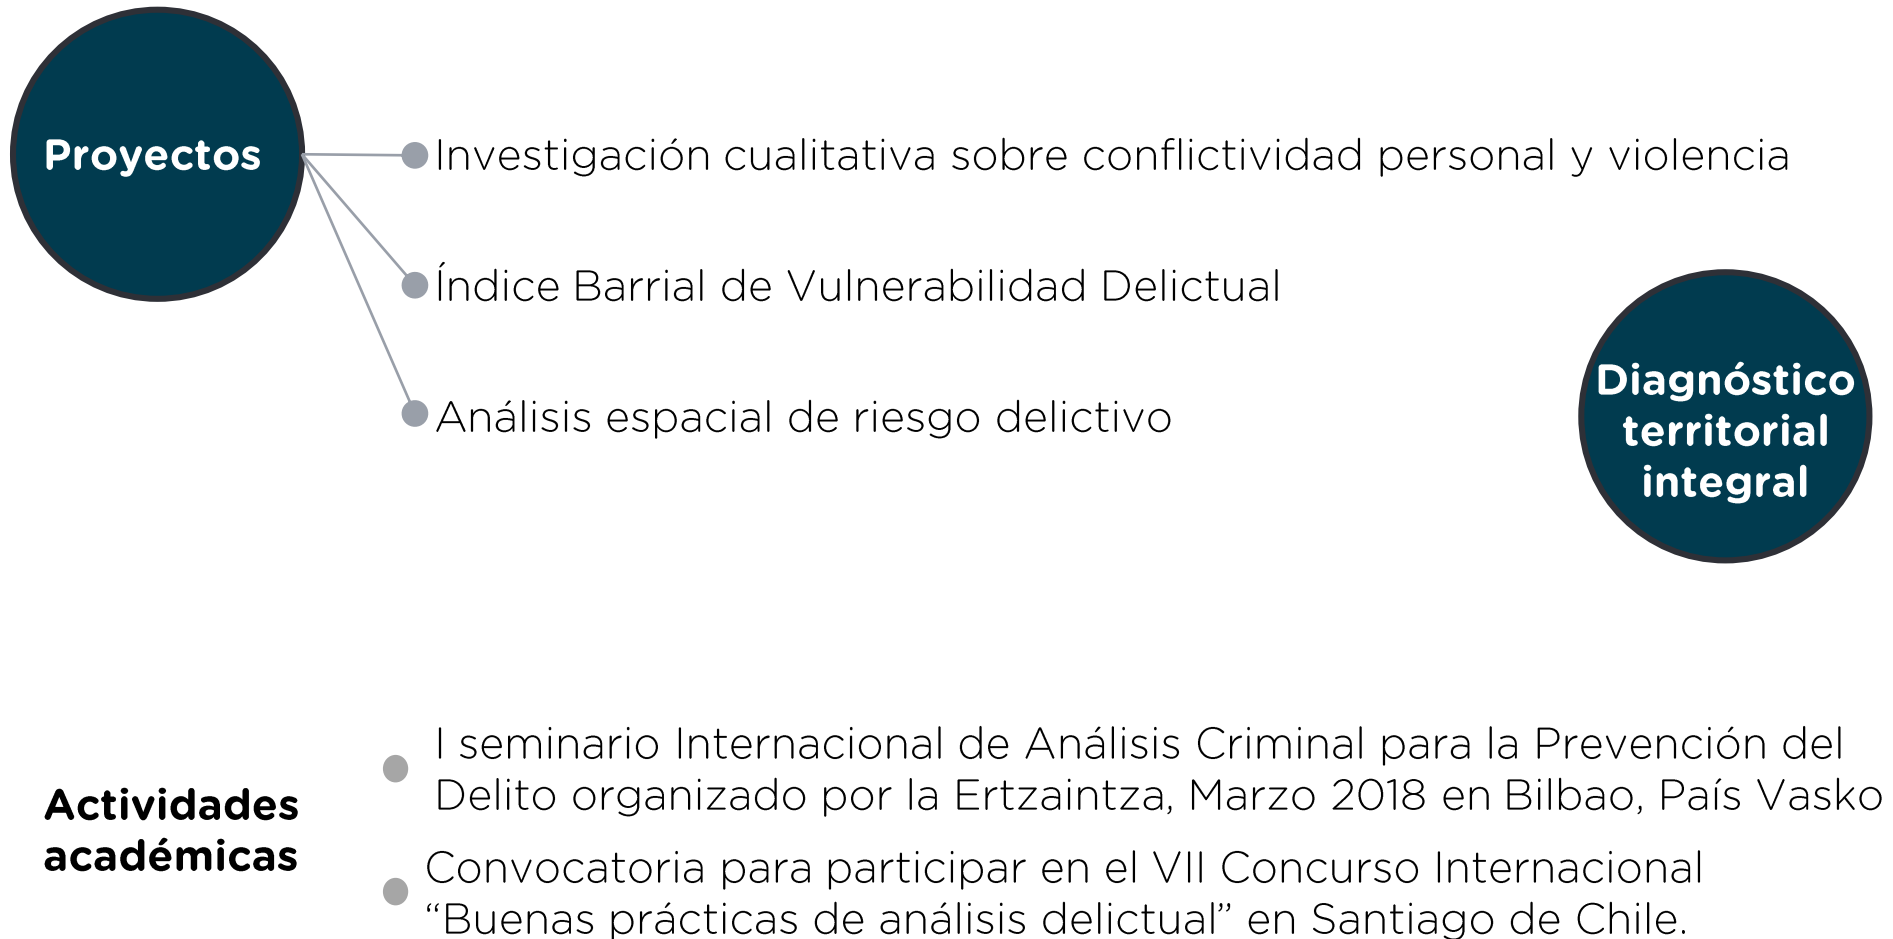 Proyectos
Investigación cualitativa sobre conflictividad personal y violencia
Índice Barrial de Vulnerabilidad Delictual
Análisis espacial de riesgo delictivo
Diagnóstico
territorial
integral
Actividades
académicas
I seminario Internacional de Análisis Criminal para la Prevención del
Delito organizado por la Ertzaintza, Marzo 2018 en Bilbao, País Vasko
Convocatoria para participar en el VII Concurso Internacional
“Buenas prácticas de análisis delictual” en Santiago de Chile.